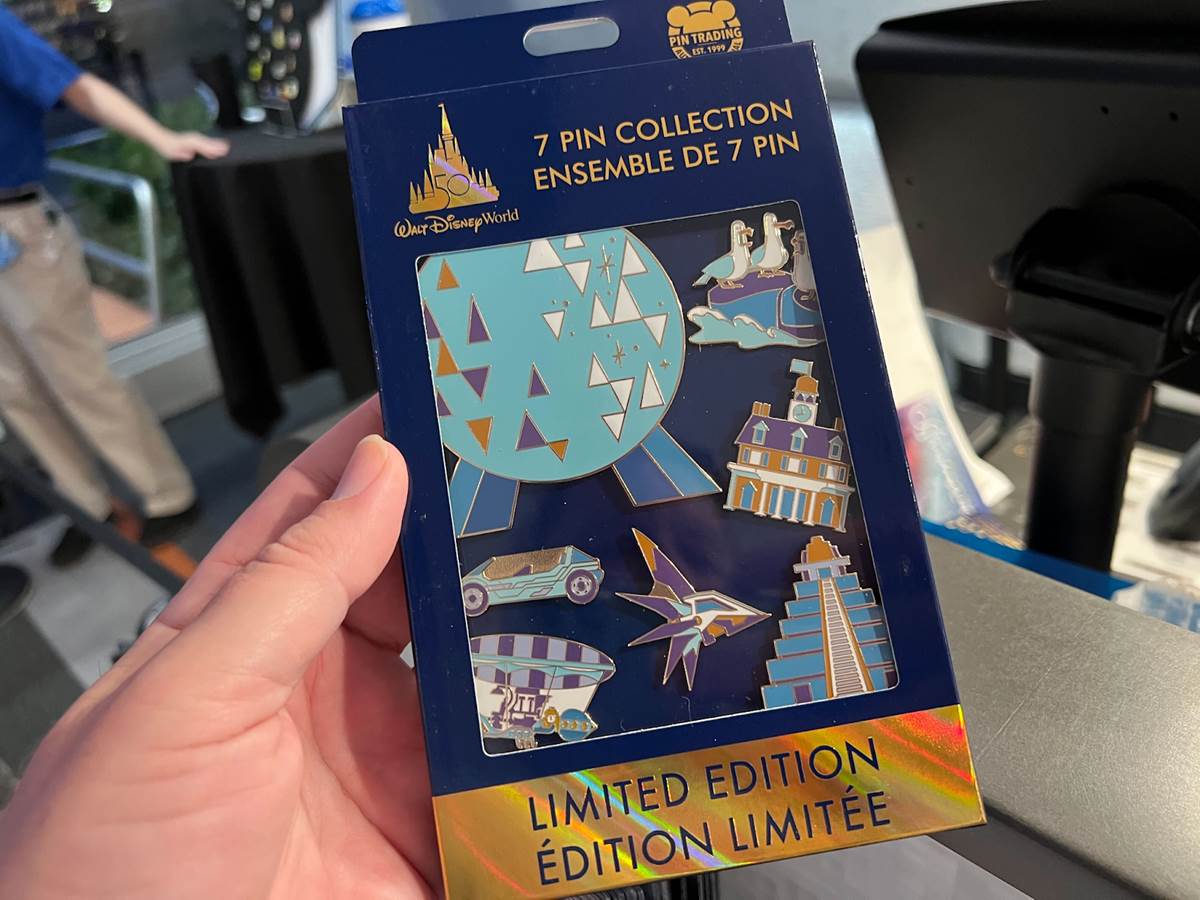 PIN TRADING
EST. 1999
50
WALT DISNEY World
7 PIN COLLECTION
ENSEMBLE DE 7 PIN
LIMITED EDITION
ÉDITION LIMITÉE